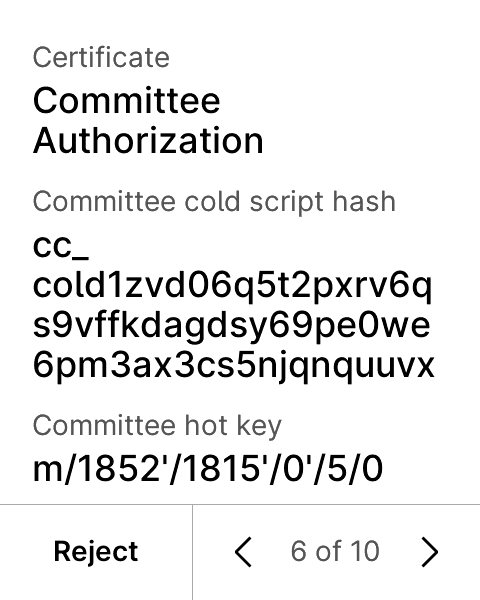 Certificate
Committee
Authorization
Committee cold script hash
cc_
cold1zvd06q5t2pxrv6q
s9vffkdagdsy69pe0we
6pm3ax3cs5njqnquuvx
Committee hot key
m/1852'/1815'/0'/5/0
Reject
6 of 10